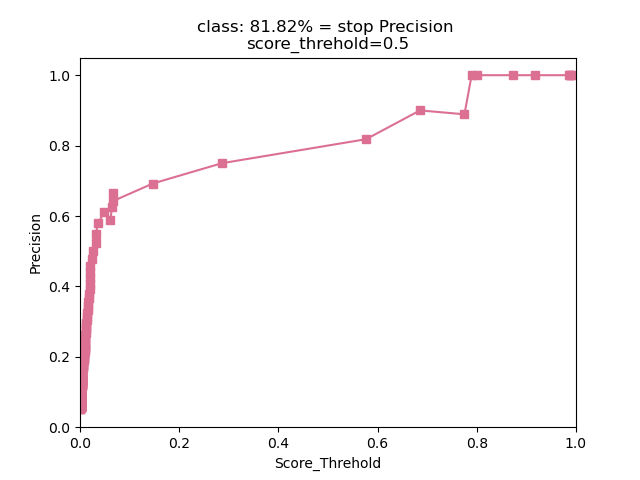 class: 81.82% = stop Precision
score_threhold=0.5
Precision
1.0
0.8
0.6
0.4
0.2
0.0
0.0 0.2 0.4 0.6 0.8 1.0
Score_Threhold